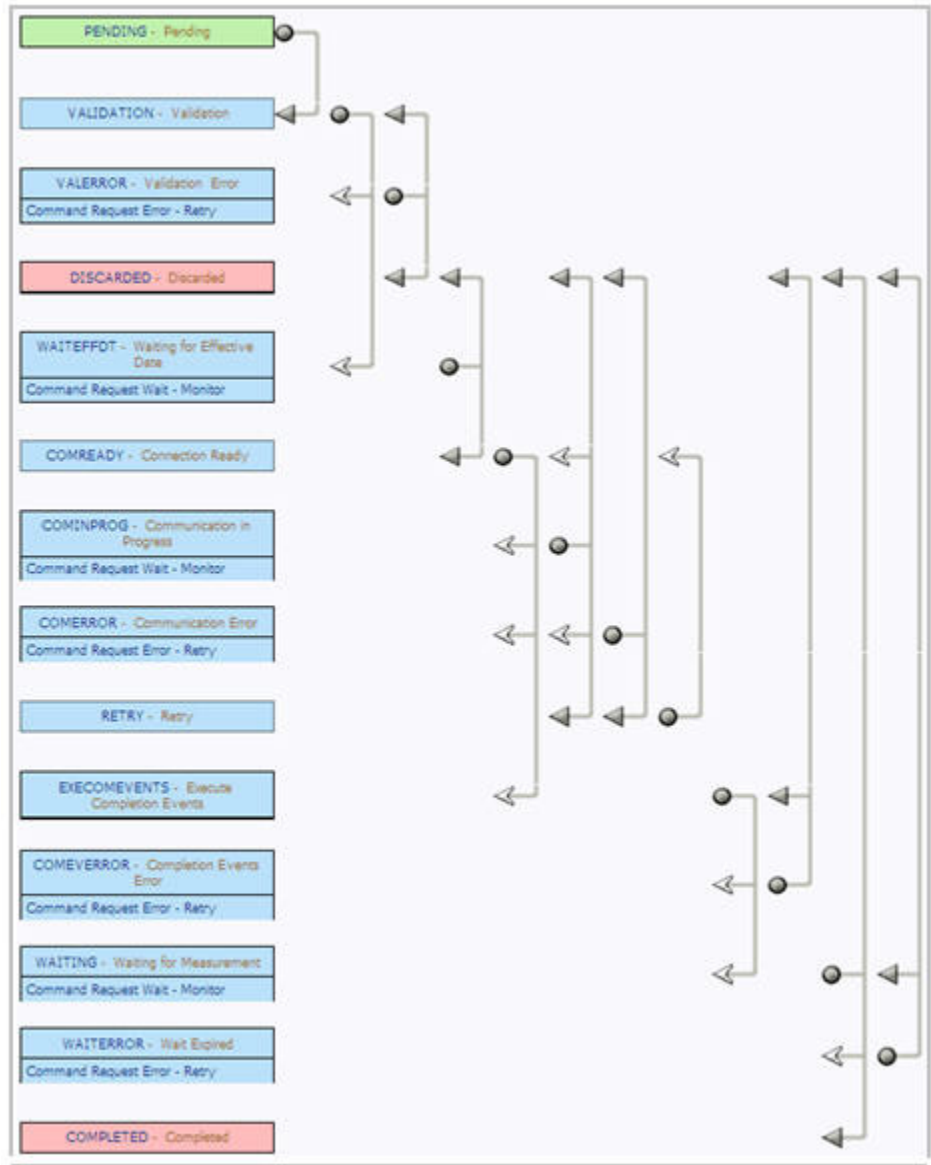 PENDING - Pending
VALIDATION - Validation
VALERROR - Validation Error
Command Request Error - Retry
DISCARDED - Discarded
WAITEFFDT - Waiting for Effective
Date
Command Request Wait - Monitor
COMREADY - Connection Ready
COMINPROG - Communication in
Progress
Command Request Wait - Monitor
COMERROR - Communication Error
Command Request Error - Retry
RETRY - Retry
EXECOMEVENTS - Execute
Completion Events
COMEVERROR - Completion Events
Error
Command Request Error - Retry
WAITING - Waiting for Measurement
Command Request Wait - Monitor
WAITERROR - Wait Expired
Command Request Error - Retry
COMPLETED - Completed